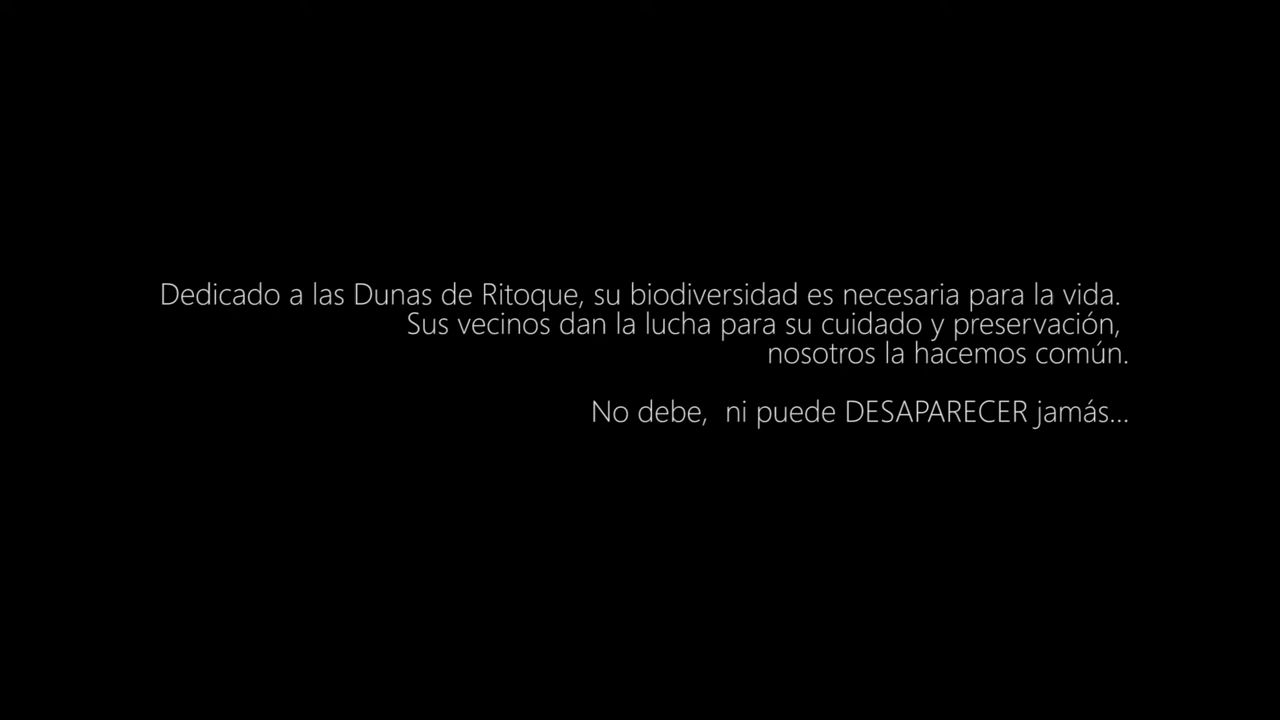 Dedicado a las Dunas de Ritoque, su biodiversidad es necesaria para la vida.
Sus vecinos dan la lucha para su cuidado y preservación,
nosotros la hacemos común.
No debe,  ni puede DESAPARECER jamás...